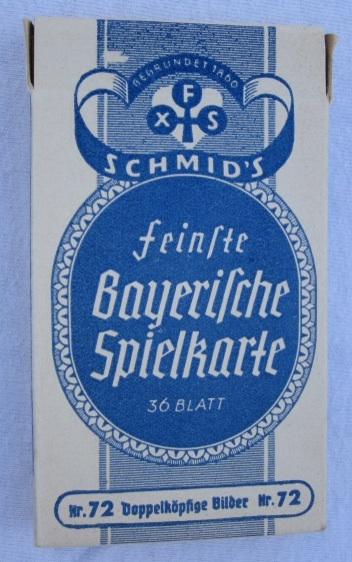 GEGRÜNDET 1860
F
X S
SCHMID'S
feinſte
Bayeriſche
Spielkarte
36 BLATT
Nr. 72 Doppelköpfige Bilder Nr. 72